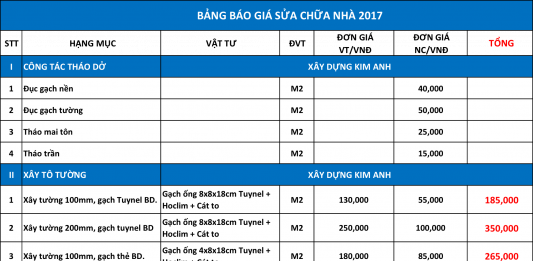 BẢNG BÁO GIÁ SỬA CHỮA NHÀ 2017
STT HẠNG MỤC VẬT TƯ ĐVT ĐƠN GIÁ VT/VNĐ ĐƠN GIÁ NC/VNĐ TỔNG
I CÔNG TÁC THÁO DỞ XÂY DỰNG KIM ANH
1 Đục gạch nền M2 40,000
2 Đục gạch tường M2 50,000
3 Tháo mai tôn M2 25,000
4 Tháo trần M2 15,000
II XÂY TÔ TƯỜNG XÂY DỰNG KIM ANH
1 Xây tường 100mm, gạch Tuynel BD. Gạch ống 8x8x18cm Tuynel + Hoclim + Cát to M2 130,000 55,000 185,000
2 Xây tường 200mm, gạch tuynel BD Gạch ống 8x8x18cm Tuynel + Hoclim + Cát to M2 250,000 100,000 350,000
3 Xây tường 100mm, gạch thẻ BD. Gạch ống 4x8x18cm Tuynel + Hoclim + Cát to M2 180,000 85,000 265,000